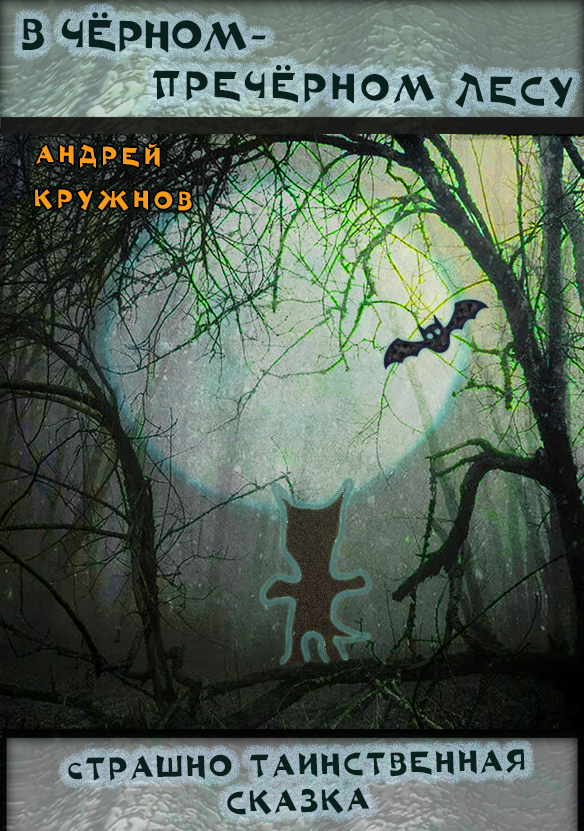 В ЧЁРНОМ-
ПРЕЧЁРНОМ ЛЕСУ
АНДРЕЙ
КРУЖНОВ
СТРАШНО ТАИНСТВЕННАЯ
СКАЗКА